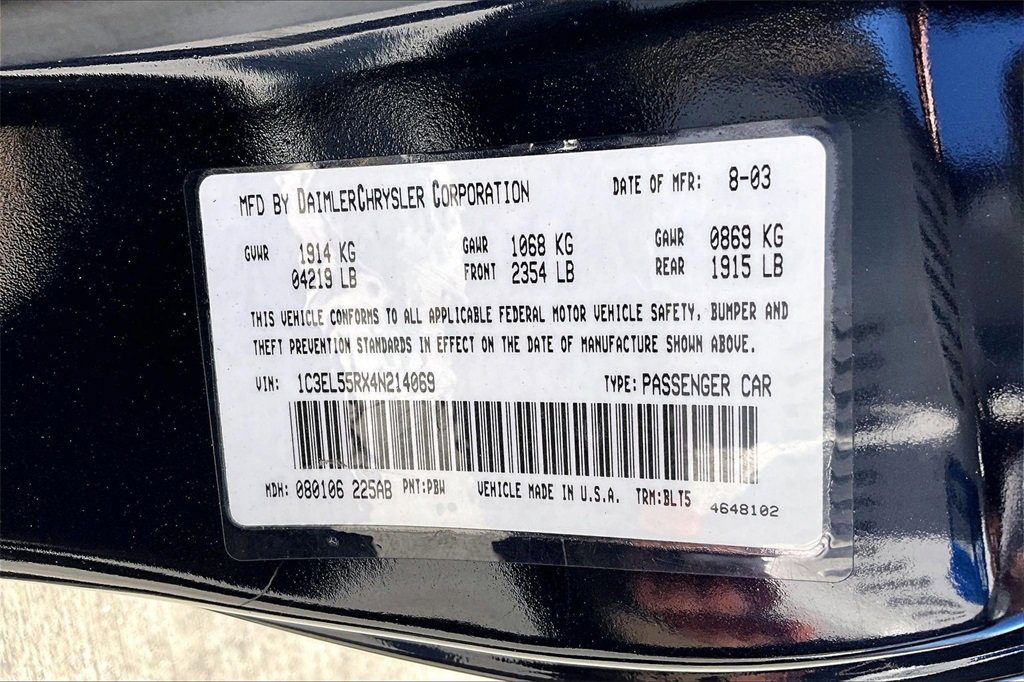 MFD BY DAIMLERCHRYSLER CORPORATION DATE OF MFR: 8-03
GVWR 1914 KG GAWR 1068 KG GAWR 0869 KG
04219 LB FRONT 2354 LB REAR 1915 LB
THIS VEHICLE CONFORMS TO ALL APPLICABLE FEDERAL MOTOR VEHICLE SAFETY, BUMPER AND
THEFT PREVENTION STANDARDS IN EFFECT ON THE DATE OF MANUFACTURE SHOWN ABOVE.
VIN: 1C3EL55RX4N214069 TYPE: PASSENGER CAR
MDH: 080106 225AB PNT:PBW VEHICLE MADE IN U.S.A. TRM:BLT5
4648102